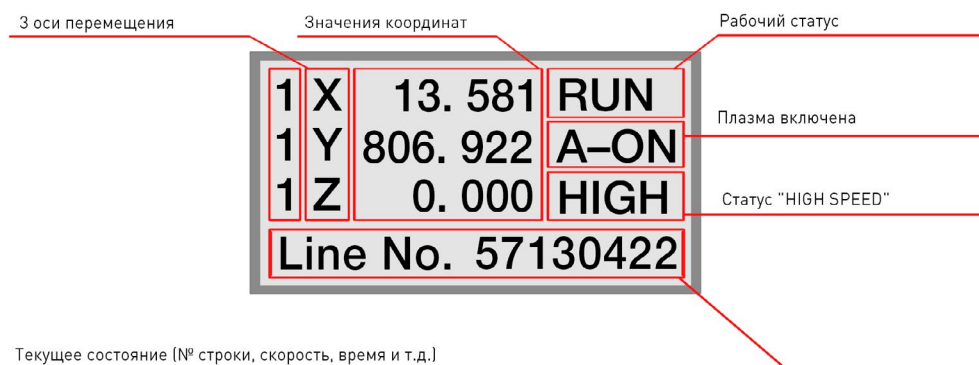 3 оси перемещения
Значения координат
Рабочий статус
1 X 13. 581 RUN
1 Y 806. 922 A–ON
Плазма включена
1 Z 0. 000 HIGH
Статус "HIGH SPEED"
Line No. 57130422
Текущее состояние (№ строки, скорость, время и т.д.)